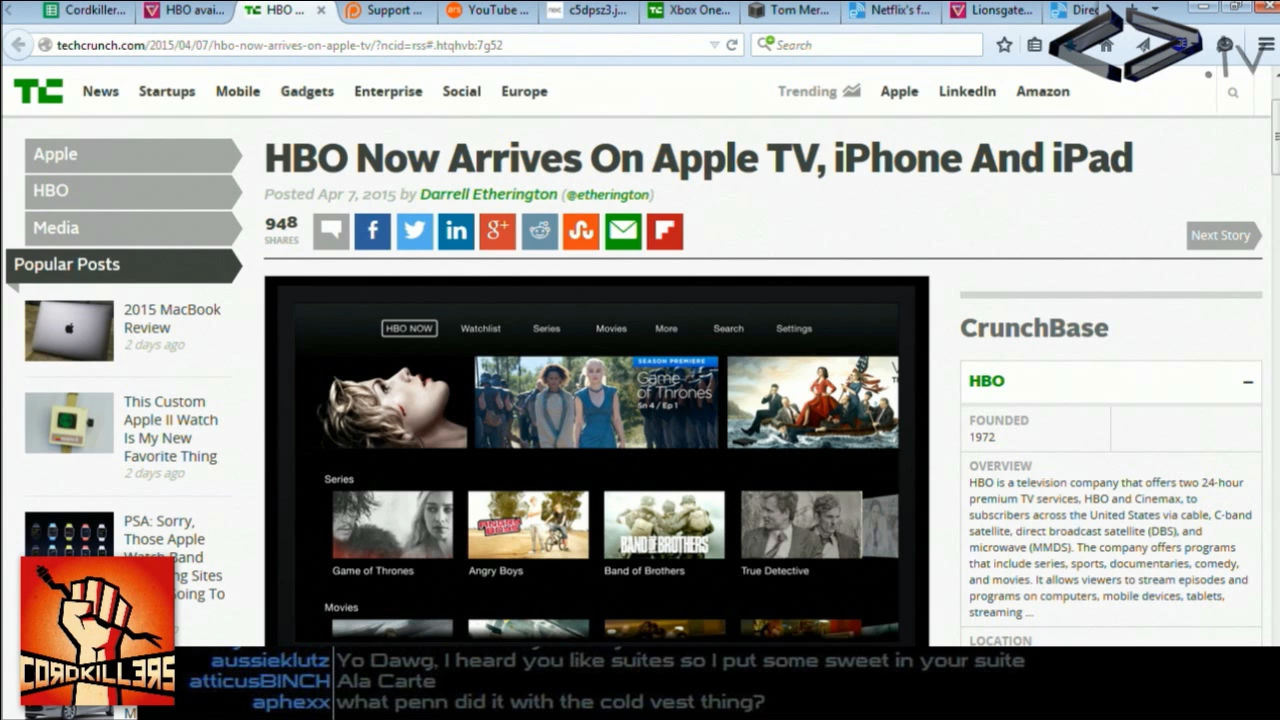 Cordkiller...
HBO avai...
HBO ...
Support ...
YouTube ...
c5dpsz3.j...
Xbox One...
Tom Mer...
Netflix's f...
Lionsgate...
Direc
techcrunch.com/2015/04/07/hbo-now-arrives-on-apple-tv/?ncid=rss#.htqhvb:7g52
Search
.TV
TC
News Startups Mobile Gadgets Enterprise Social Europe
Trending Apple LinkedIn Amazon
Apple
HBO
Media
Popular Posts
2015 MacBook
Review
2 days ago
This Custom
Apple II Watch
Is My New
Favorite Thing
2 days ago
PSA: Sorry,
Those Apple
HBO Now Arrives On Apple TV, iPhone And iPad
Posted Apr 7, 2015 by Darrell Etherington (@etherington)
948
SHARES
Next Story
HBO NOW Watchlist Series Movies More Search Settings
SEASON PREMIERE
Game of
Thrones
Sn 4 / Ep 1
Series
ANGRY BOYS
BAND OF BROTHERS
Game of Thrones Angry Boys Band of Brothers True Detective
Movies
CrunchBase
HBO
FOUNDED
1972
OVERVIEW
HBO is a television company that offers two 24-hour
premium TV services, HBO and Cinemax, to
subscribers across the United States via cable, C-band
satellite, direct broadcast satellite (DBS), and
microwave (MMDS). The company offers programs
that include series, sports, documentaries, comedy,
and movies. It allows viewers to stream episodes and
programs on computers, mobile devices, tablets,
streaming ...
LOCATION
CORDKILLERS
aussieklutz Yo Dawg, I heard you like suites so I put some sweet in your suite
atticusBINCH Ala Carte
aphexx what penn did it with the cold vest thing?